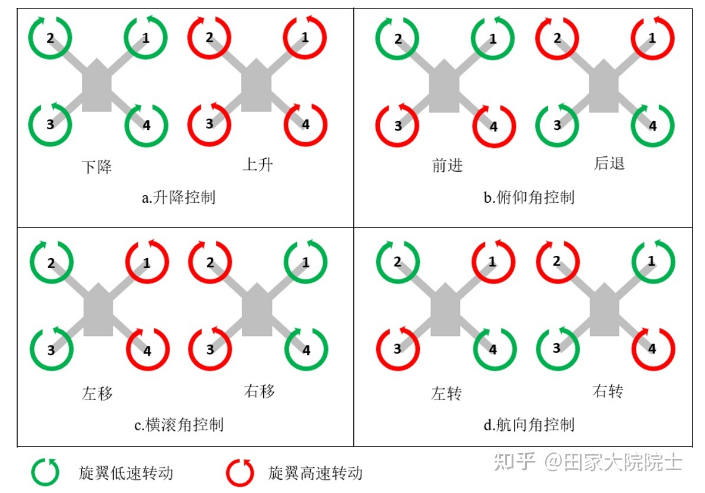 2 1 2 1
3 4 3 4
下降 上升
a.升降控制
2 1 2 1
3 4 3 4
前进 后退
b.俯仰角控制
2 1 2 1
3 4 3 4
左移 右移
c.横滚角控制
2 1 2 1
3 4 3 4
左转 右转
d.航向角控制
旋翼低速转动 旋翼高速转动
知乎 @田家大院院士